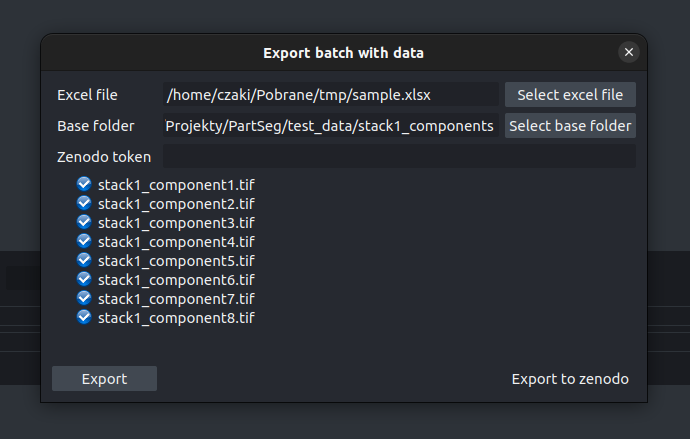 Export batch with data
Excel file /home/czaki/Pobrane/tmp/sample.xlsx Select excel file
Base folder Projekty/PartSeg/test_data/stack1_components Select base folder
Zenodo token
stack1_component1.tif
stack1_component2.tif
stack1_component3.tif
stack1_component4.tif
stack1_component5.tif
stack1_component6.tif
stack1_component7.tif
stack1_component8.tif
Export Export to zenodo